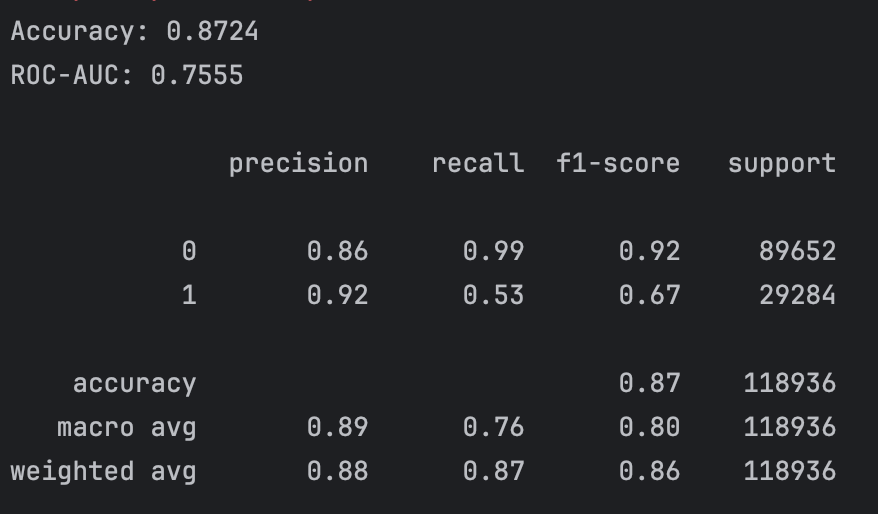 Accuracy: 0.8724
ROC-AUC: 0.7555
precision recall f1-score support
0 0.86 0.99 0.92 89652
1 0.92 0.53 0.67 29284
accuracy 0.87 118936
macro avg 0.89 0.76 0.80 118936
weighted avg 0.88 0.87 0.86 118936